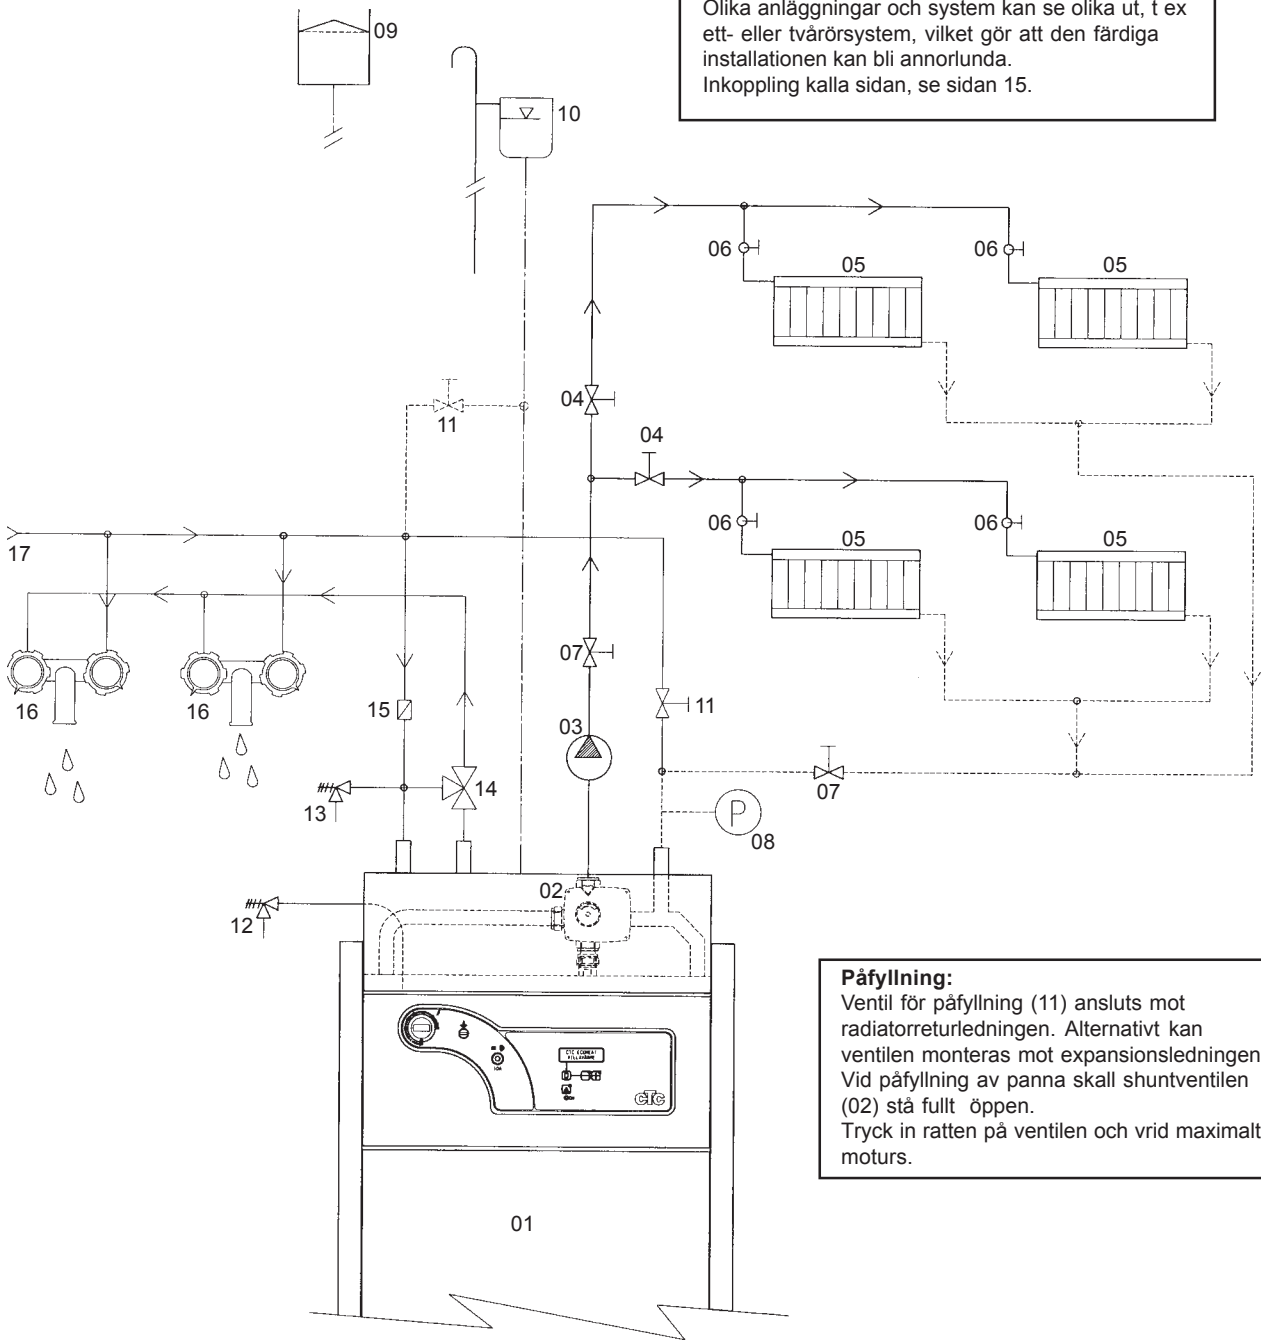 Olika anläggningar och system kan se olika ut, t ex
ett- eller tvårörsystem, vilket gör att den färdiga
installationen kan bli annorlunda.
Inkoppling kalla sidan, se sidan 15.
09
10
06
05
06
05
04
11
04
06
05
06
05
17
07
16
16
15
11
03
14
13
07
P
08
02
12
CTC ECOHEAT
CTC
01
Påfyllning:
Ventil för påfyllning (11) ansluts mot
radiatorreturledningen. Alternativt kan
ventilen monteras mot expansionsledningen
Vid påfyllning av panna skall shuntventilen
(02) stå fullt öppen.
Tryck in ratten på ventilen och vrid maximalt
moturs.